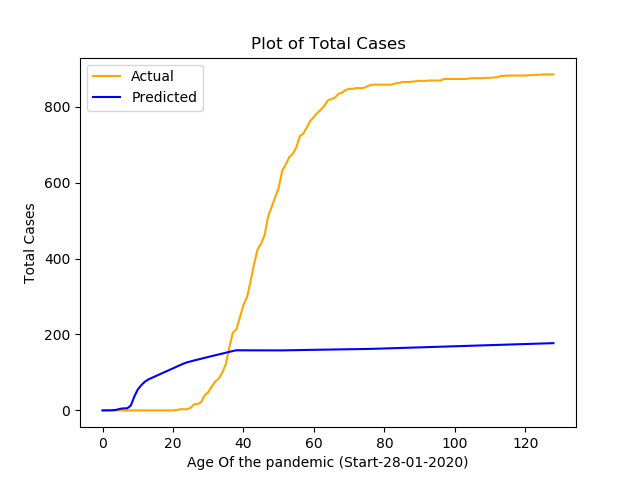 Plot of Total Cases
Actual
Predicted
Total Cases
800
600
400
200
0
0 20 40 60 80 100 120
Age Of the pandemic (Start-28-01-2020)